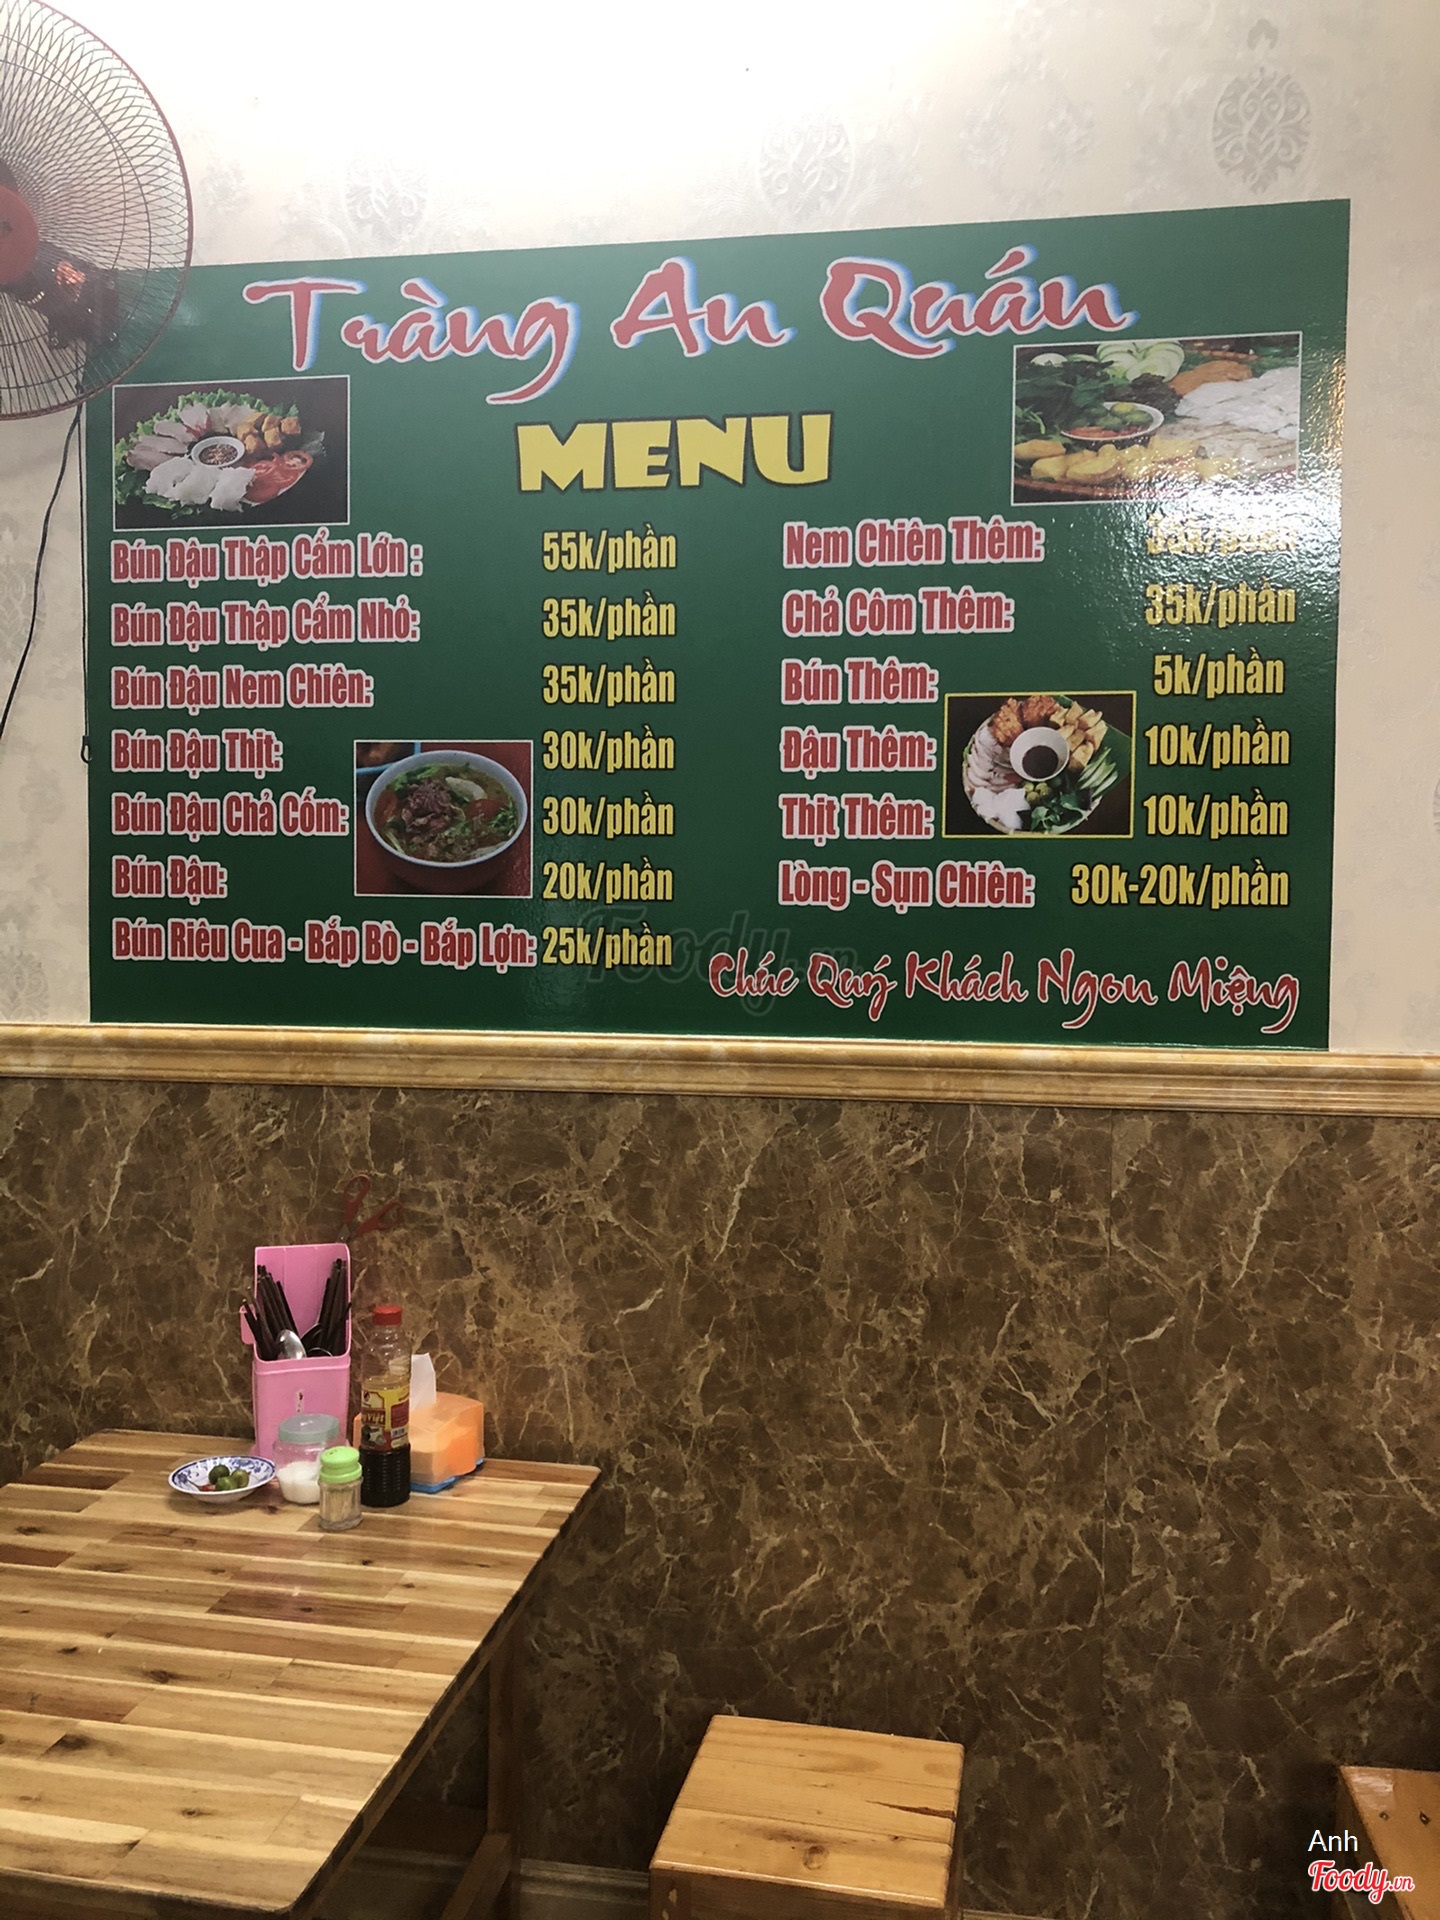 Tràng An Quán
MENU
Bún Đậu Thập Cẩm Lớn : 55k/phần
Bún Đậu Thập Cẩm Nhỏ: 35k/phần
Bún Đậu Nem Chiên: 35k/phần
Bún Đậu Thịt: 30k/phần
Bún Đậu Chả Cốm: 30k/phần
Bún Đậu: 20k/phần
Bún Riêu Cua - Bắp Bò - Bắp Lợn: 25k/phần
Nem Chiên Thêm:
Chả Côm Thêm: 35k/phần
Bún Thêm: 5k/phần
Đậu Thêm: 10k/phần
Thịt Thêm: 10k/phần
Lòng - Sụn Chiên: 30k-20k/phần
Chúc Quý Khách Ngon Miệng
Foody.vn
Anh
Foody.vn